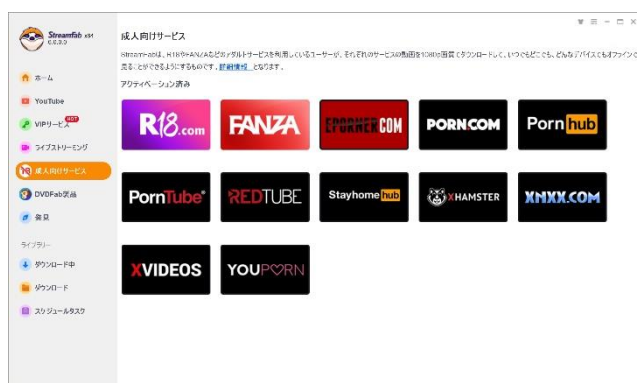 StreamFab x64
6.0.3.0
成人向けサービス
StreamFabは、R18やFANZAなどのアダルトサービスを利用しているユーザーが、それぞれのサービスの動画を1080p画質でダウンロードして、いつでもどこでも、どんなデバイスでもオフラインで
見ることができるようにするものです。詳細情報 となります。
アクティベーション済み
ホーム
YouTube
VIPサービス
HOT
ライブストリーミング
成人向けサービス
DVDFab製品
発見
ライブラリー
ダウンロード中
ダウンロード
スケジュールタスク
R18.com
FANZA
EPORNER.COM
PORN.COM
Porn hub
PornTube
REDTUBE
Stayhome hub
XHAMSTER
XNXX.COM
XVIDEOS
YOUPORN